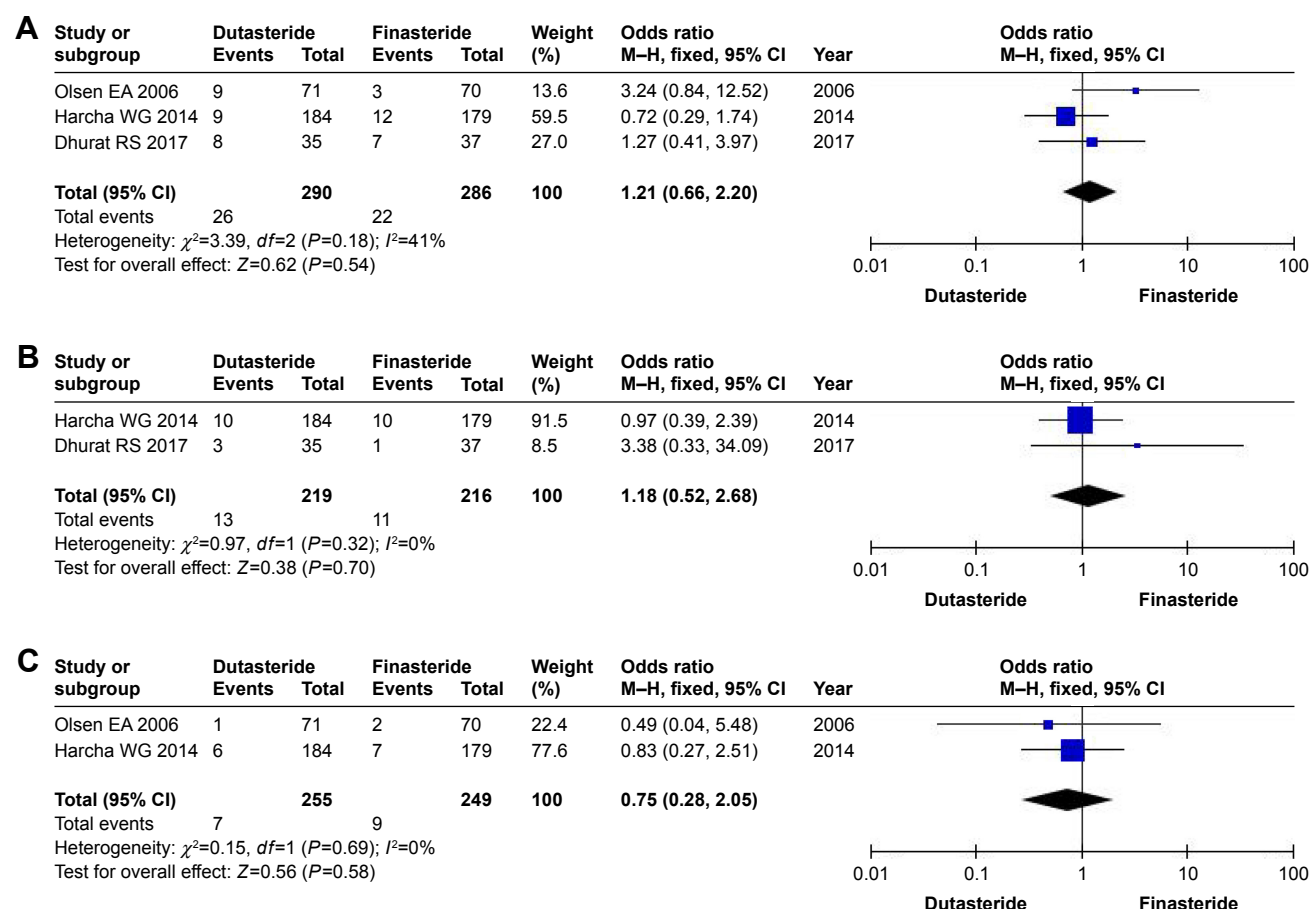 A
Study or Dutasteride Finasteride Weight Odds ratio Odds ratio
subgroup Events Total Events Total (%) M–H, fixed, 95% CI Year M–H, fixed, 95% CI
Olsen EA 2006 9 71 3 70 13.6 3.24 (0.84, 12.52) 2006
Harcha WG 2014 9 184 12 179 59.5 0.72 (0.29, 1.74) 2014
Dhurat RS 2017 8 35 7 37 27.0 1.27 (0.41, 3.97) 2017
Total (95% CI) 290 286 100 1.21 (0.66, 2.20)
Total events 26 22
Heterogeneity: χ²=3.39, df=2 (P=0.18); I²=41%
Test for overall effect: Z=0.62 (P=0.54)
0.01 0.1 1 10 100
Dutasteride Finasteride
B
Study or Dutasteride Finasteride Weight Odds ratio Odds ratio
subgroup Events Total Events Total (%) M–H, fixed, 95% CI Year M–H, fixed, 95% CI
Harcha WG 2014 10 184 10 179 91.5 0.97 (0.39, 2.39) 2014
Dhurat RS 2017 3 35 1 37 8.5 3.38 (0.33, 34.09) 2017
Total (95% CI) 219 216 100 1.18 (0.52, 2.68)
Total events 13 11
Heterogeneity: χ²=0.97, df=1 (P=0.32); I²=0%
Test for overall effect: Z=0.38 (P=0.70)
0.01 0.1 1 10 100
Dutasteride Finasteride
C
Study or Dutasteride Finasteride Weight Odds ratio Odds ratio
subgroup Events Total Events Total (%) M–H, fixed, 95% CI Year M–H, fixed, 95% CI
Olsen EA 2006 1 71 2 70 22.4 0.49 (0.04, 5.48) 2006
Harcha WG 2014 6 184 7 179 77.6 0.83 (0.27, 2.51) 2014
Total (95% CI) 255 249 100 0.75 (0.28, 2.05)
Total events 7 9
Heterogeneity: χ²=0.15, df=1 (P=0.69); I²=0%
Test for overall effect: Z=0.56 (P=0.58)
0.01 0.1 1 10 100
Dutasteride Finasteride